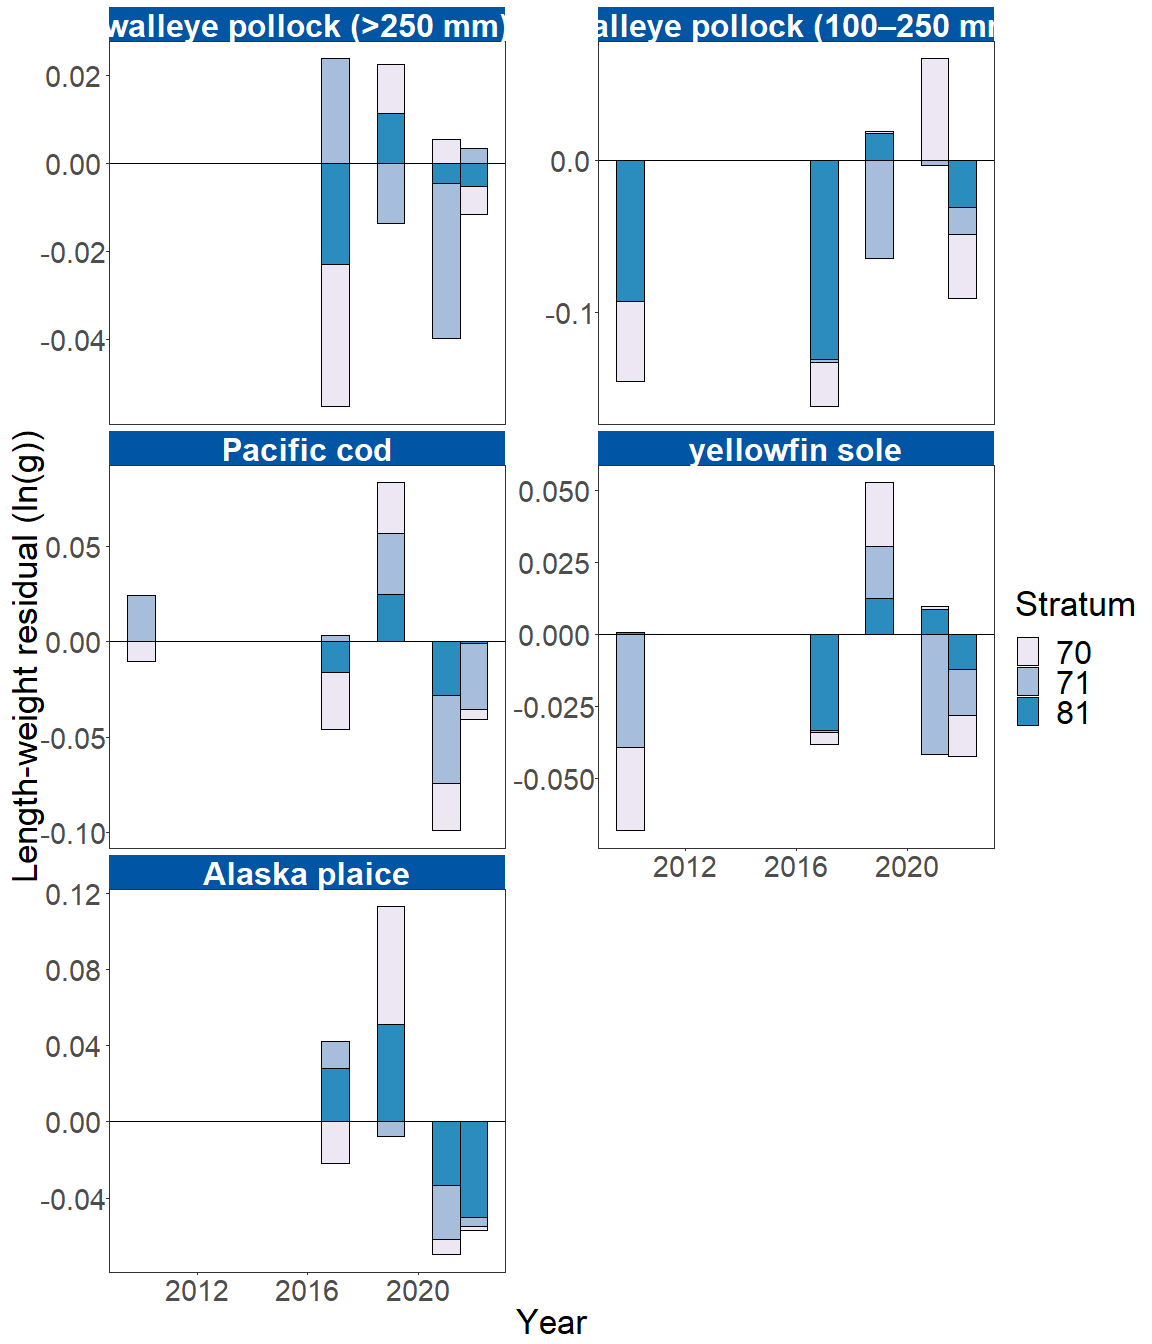 walleye pollock (>250 mm)
alleye pollock (100–250 mm
0.02
0.00
-0.02
-0.04
0.0
-0.1
Pacific cod
yellowfin sole
0.05
0.00
-0.05
-0.10
0.050
0.025
0.000
-0.025
-0.050
2012 2016 2020
Alaska plaice
0.12
0.08
0.04
0.00
-0.04
2012 2016 2020
Length-weight residual (ln(g))
Year
Stratum
70
71
81